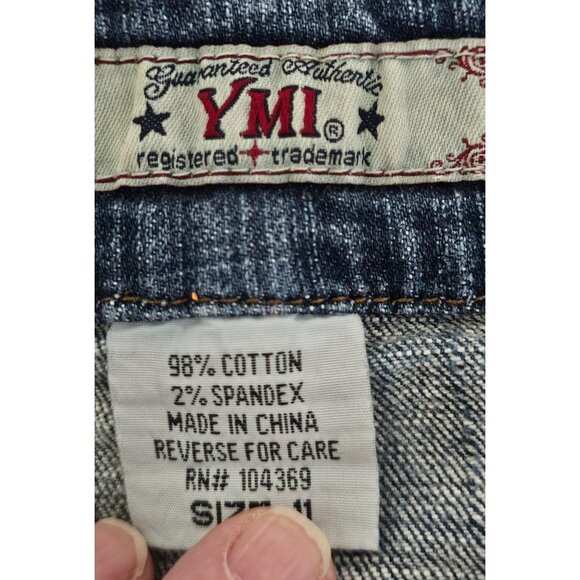 Guaranteed Authentic
YMI ®
registered trademark
98% COTTON
2% SPANDEX
MADE IN CHINA
REVERSE FOR CARE
RN# 104369
SIZE 11